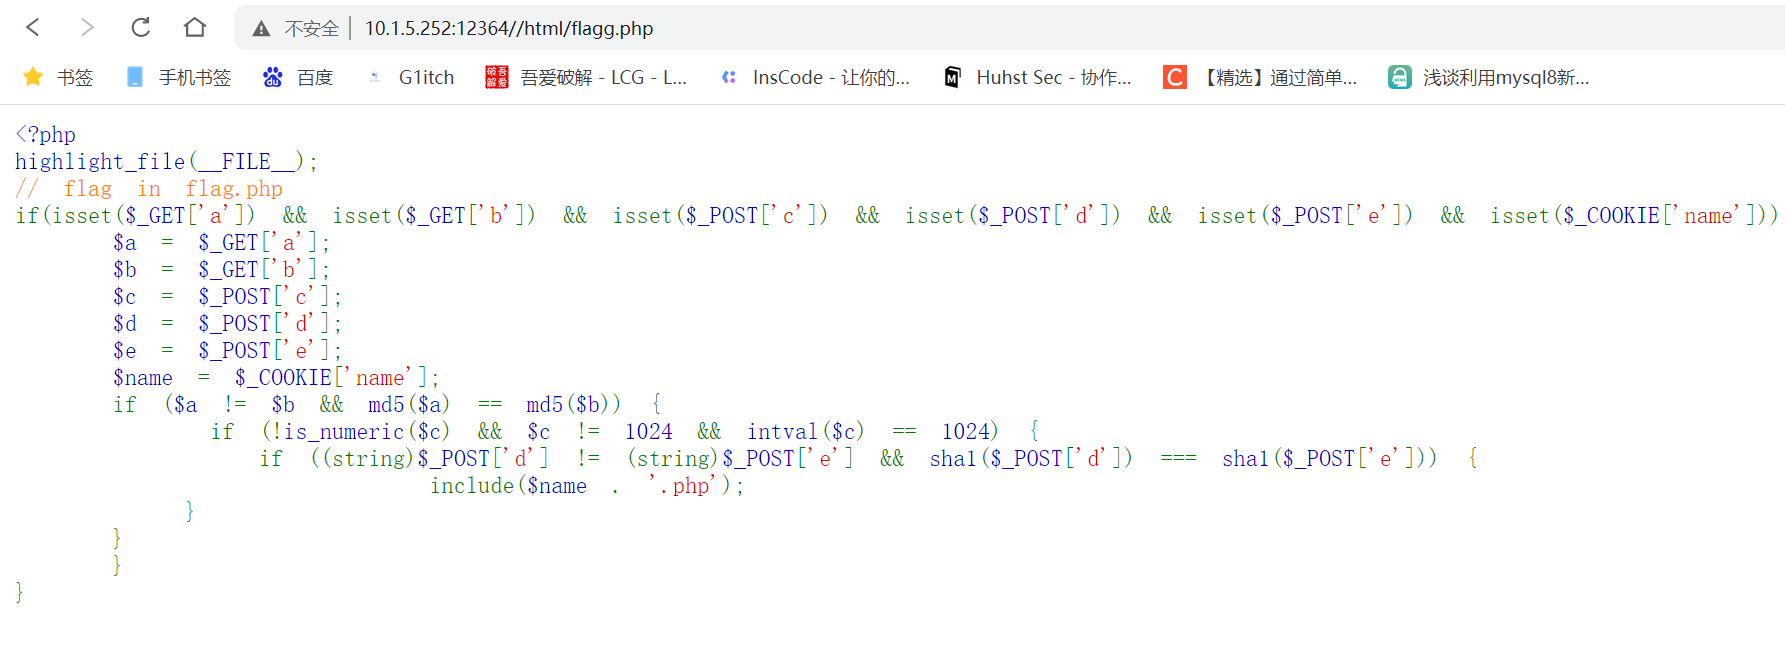 不安全 | 10.1.5.252:12364//html/flagg.php
书签 手机书签 百度 G1itch 吾爱破解 - LCG - L... InsCode - 让你的... Huhst Sec - 协作... 【精选】通过简单... 浅谈利用mysql8新...
<?php
highlight_file(__FILE__);
// flag in flag.php
if(isset($_GET['a']) && isset($_GET['b']) && isset($_POST['c']) && isset($_POST['d']) && isset($_POST['e']) && isset($_COOKIE['name']))
$a = $_GET['a'];
$b = $_GET['b'];
$c = $_POST['c'];
$d = $_POST['d'];
$e = $_POST['e'];
$name = $_COOKIE['name'];
if ($a != $b && md5($a) == md5($b)) {
if (!is_numeric($c) && $c != 1024 && intval($c) == 1024) {
if ((string)$_POST['d'] != (string)$_POST['e'] && sha1($_POST['d']) === sha1($_POST['e'])) {
include($name . '.php');
}
}
}
}